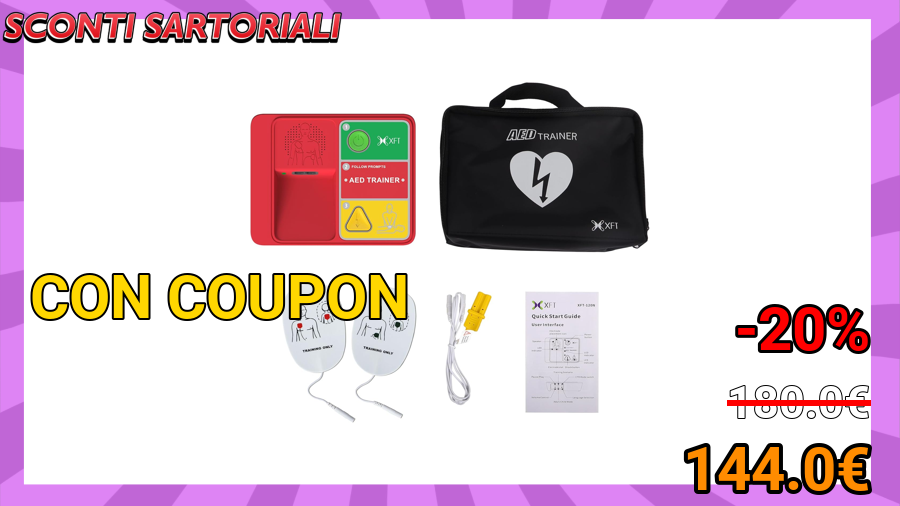 SCONTI SARTORIALI
XFT
FOLLOW PROMPTS
AED TRAINER
AED TRAINER
XFT
CON COUPON
TRAINING ONLY
TRAINING ONLY
XFT
Quick Start Guide
User Interface
-20%
180.0€
144.0€